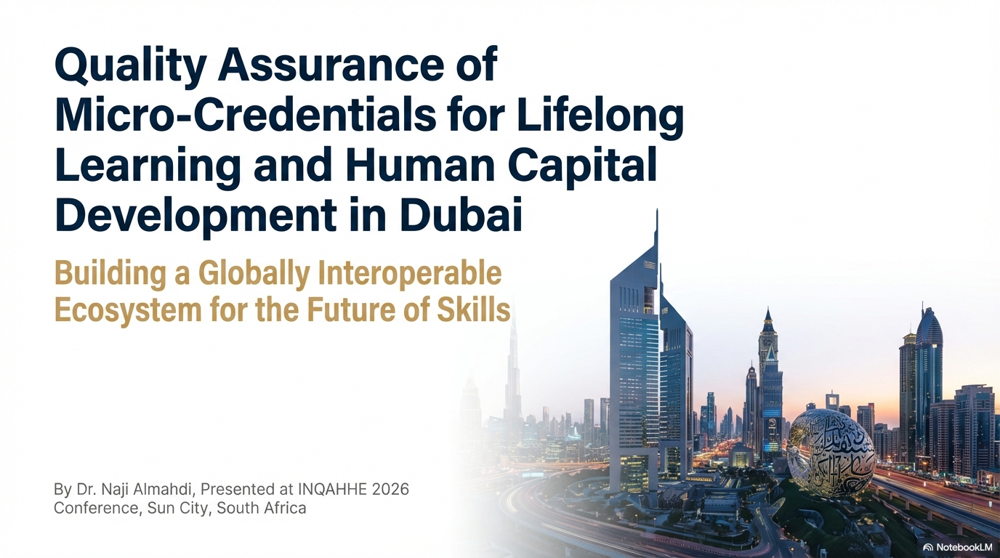 Quality Assurance of
Micro-Credentials for Lifelong
Learning and Human Capital
Development in Dubai
Building a Globally Interoperable
Ecosystem for the Future of Skills
By Dr. Naji Almahdi, Presented at INQAHHE 2026
Conference, Sun City, South Africa
NotebookLM